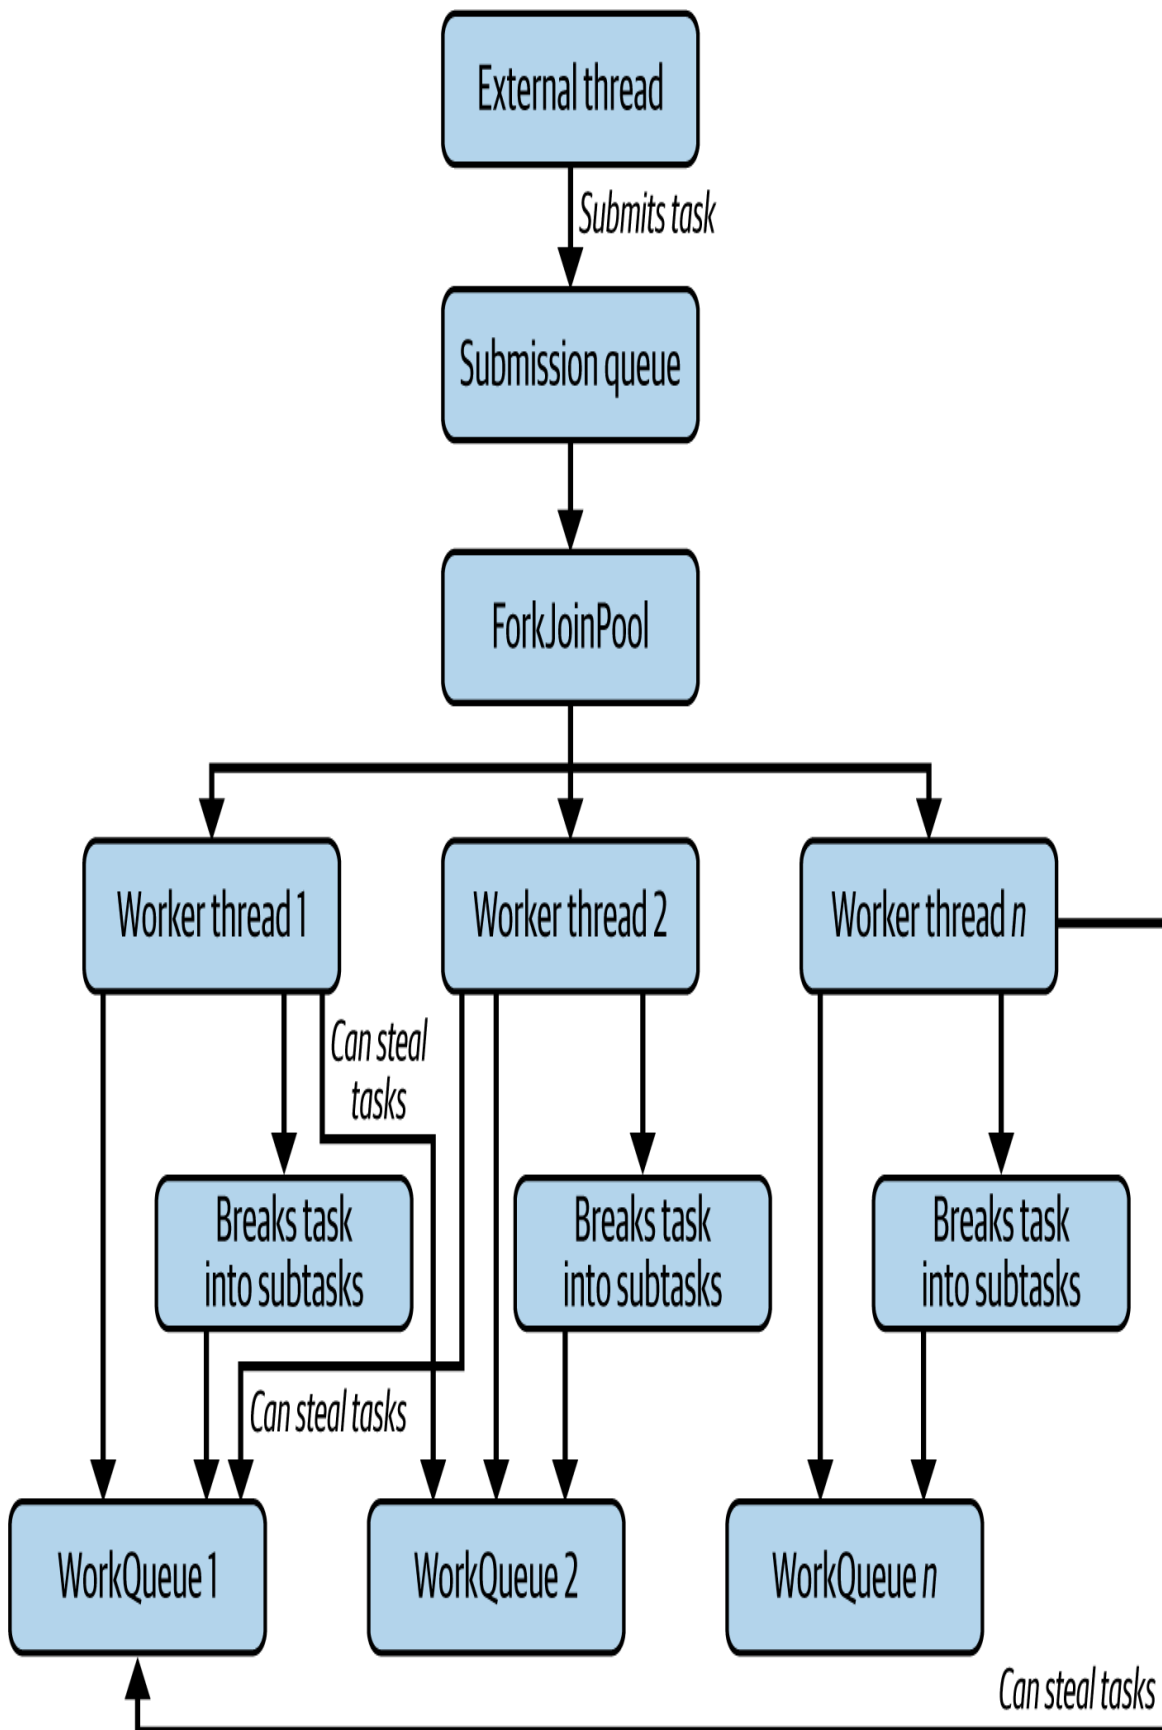 External thread
Submits task
Submission queue
ForkJoinPool
Worker thread 1
Worker thread 2
Worker thread n
Can steal
tasks
Breaks task
into subtasks
Breaks task
into subtasks
Breaks task
into subtasks
Can steal tasks
WorkQueue 1
WorkQueue 2
WorkQueue n
Can steal tasks